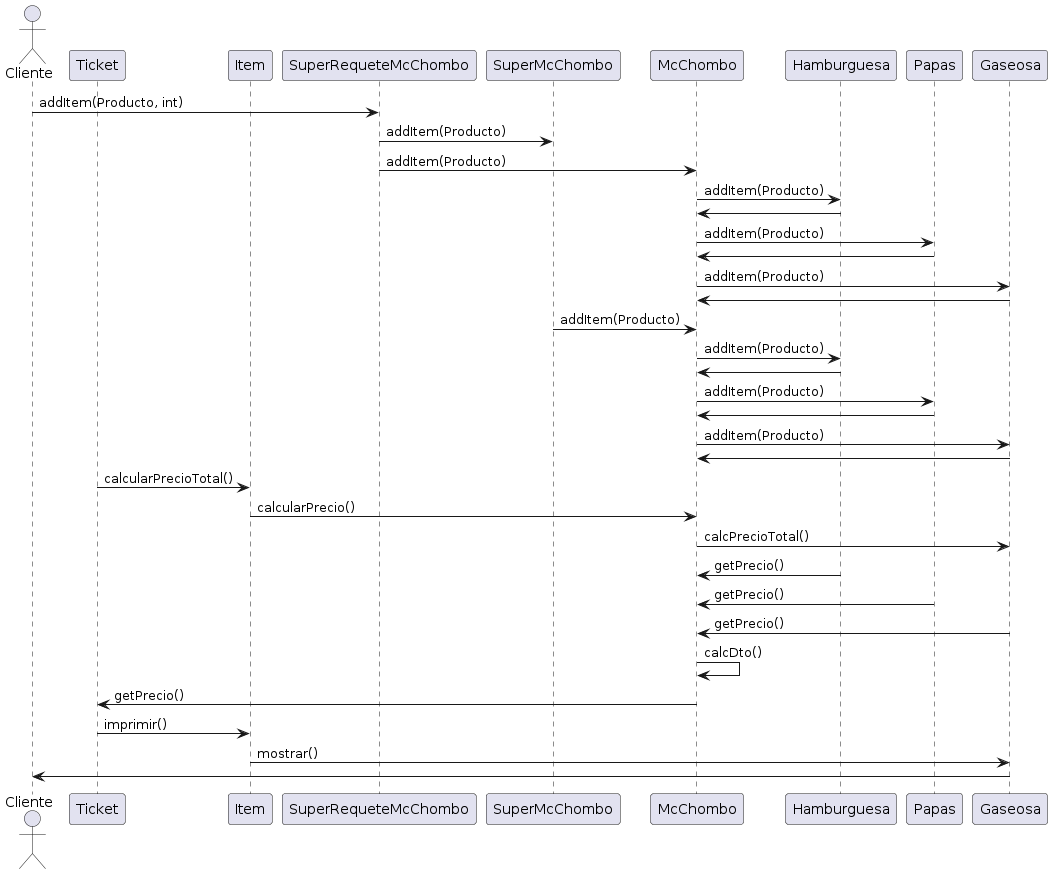 Cliente
Ticket
Item
SuperRequeteMcChombo
SuperMcChombo
McChombo
Hamburguesa
Papas
Gaseosa
addItem(Producto, int)
addItem(Producto)
addItem(Producto)
addItem(Producto)
addItem(Producto)
addItem(Producto)
addItem(Producto)
addItem(Producto)
addItem(Producto)
addItem(Producto)
calcularPrecioTotal()
calcularPrecio()
calcPrecioTotal()
getPrecio()
getPrecio()
getPrecio()
calcDto()
getPrecio()
imprimir()
mostrar()
Cliente
Ticket
Item
SuperRequeteMcChombo
SuperMcChombo
McChombo
Hamburguesa
Papas
Gaseosa